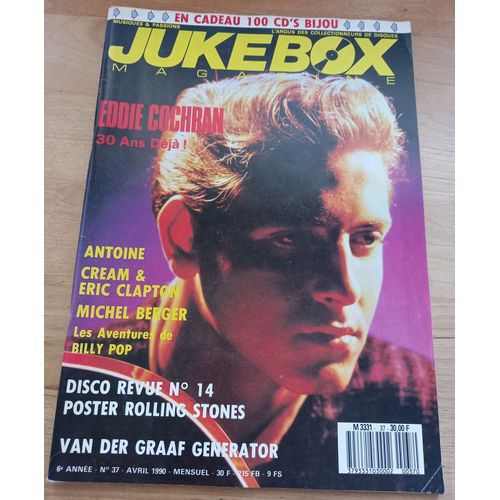 EN CADEAU 100 CD'S BIJOU
MUSIQUES & PASSIONS
L'ARGUS DES COLLECTIONNEURS DE DISQUES
JUKEBOX
MAGAZINE
EDDIE COCHRAN
30 Ans Déjà !
ANTOINE
CREAM &
ERIC CLAPTON
MICHEL BERGER
Les Aventures de
BILLY POP
DISCO REVUE N° 14
POSTER ROLLING STONES
VAN DER GRAAF GENERATOR
M 3331 - 37 - 30,00 F
6e ANNÉE - N° 37 - AVRIL 1990 - MENSUEL - 30 F - 215 FB - 9 FS